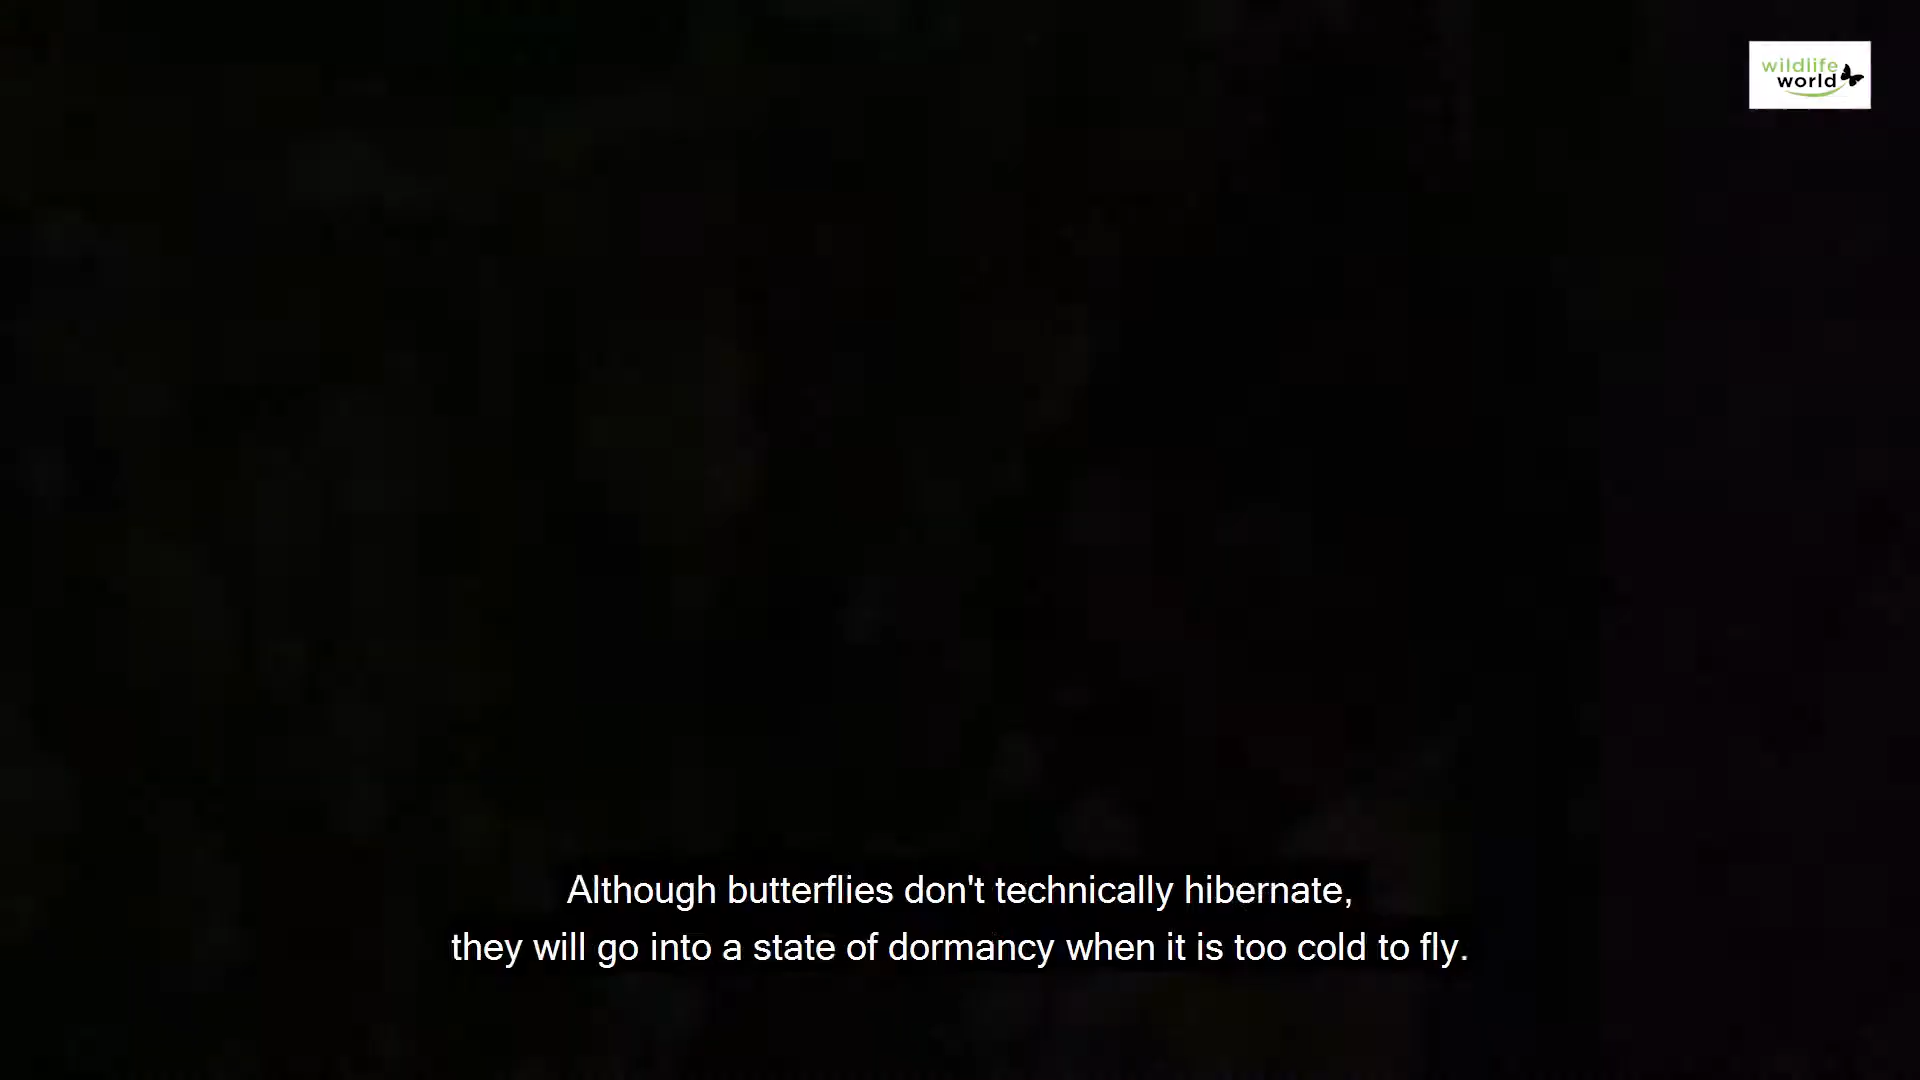 wildlife
world
Although butterflies don't technically hibernate,
they will go into a state of dormancy when it is too cold to fly.